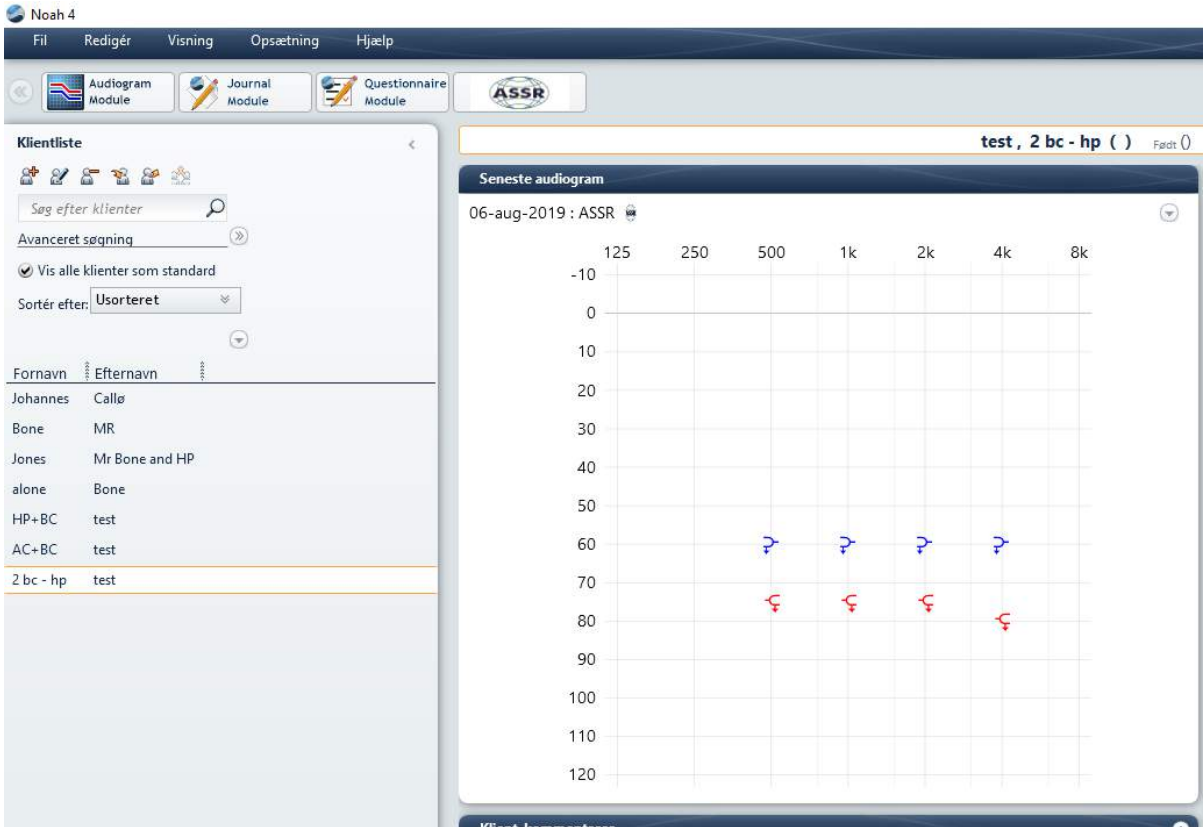 Noah 4
Fil Redigér Visning Opsætning Hjælp
Audiogram Module
Journal Module
Questionnaire Module
ASSR
Klientliste
Søg efter klienter
Avanceret søgning
Vis alle klienter som standard
Sortér efter: Usorteret
Fornavn Efternavn
Johannes Callø
Bone MR
Jones Mr Bone and HP
alone Bone
HP+BC test
AC+BC test
2 bc - hp test
test , 2 bc - hp ( ) Født ()
Seneste audiogram
06-aug-2019 : ASSR
125 250 500 1k 2k 4k 8k
-10
0
10
20
30
40
50
60
70
80
90
100
110
120